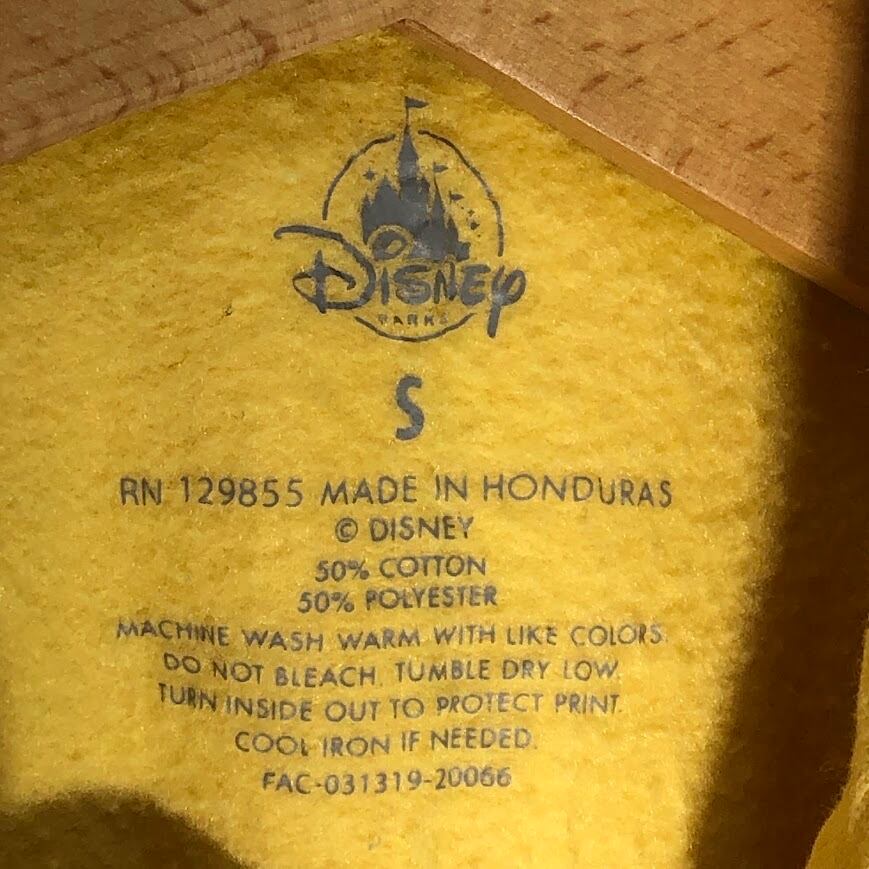 Disney
PARKS
S
RN 129855 MADE IN HONDURAS
© DISNEY
50% COTTON
50% POLYESTER
MACHINE WASH WARM WITH LIKE COLORS.
DO NOT BLEACH. TUMBLE DRY LOW.
TURN INSIDE OUT TO PROTECT PRINT.
COOL IRON IF NEEDED.
FAC-031319-20066